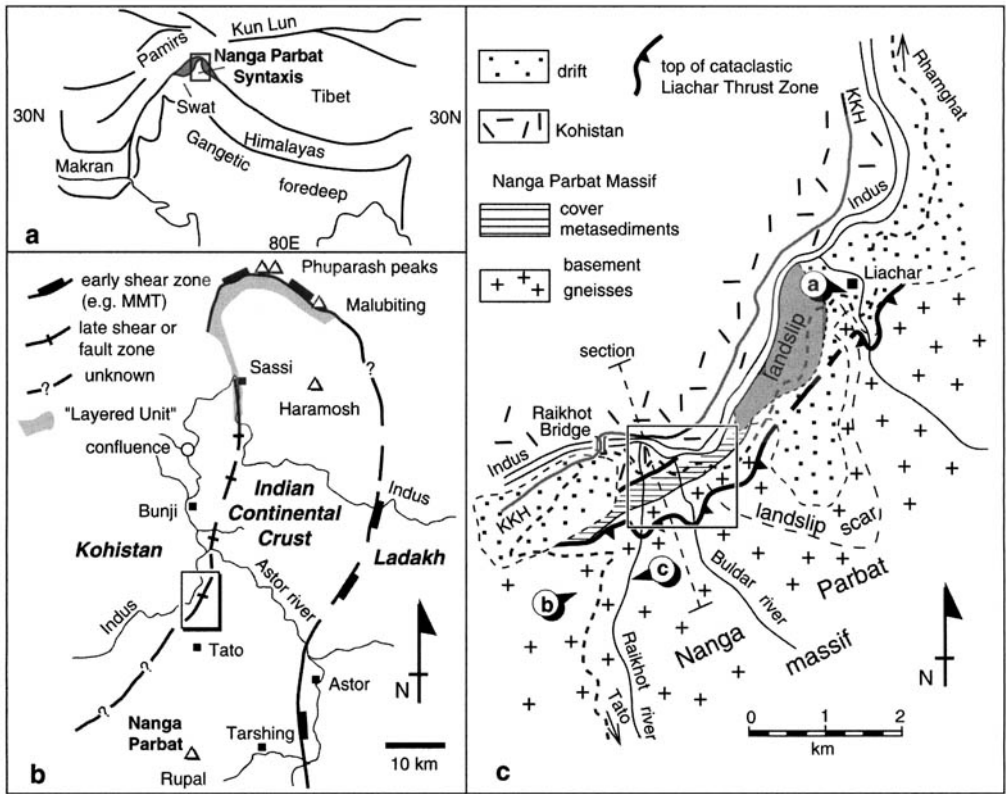 Kun Lun
Pamirs
Nanga Parbat
Syntaxis
Tibet
30N
30N
Swat
Himalayas
Gangetic
foredeep
Makran
80E
a
early shear zone
(e.g. MMT)
late shear or
fault zone
?
unknown
"Layered Unit"
confluence
Phuparash peaks
Malubiting
?
Sassi
Haramosh
Bunji
Indian
Continental
Crust
Indus
Kohistan
Ladakh
Astor river
Indus
Tato
?
?
N
Astor
Nanga
Parbat
Tarshing
Rupal
10 km
b
drift
top of cataclastic
Liachar Thrust Zone
Kohistan
Nanga Parbat Massif
cover
metasediments
basement
gneisses
Rhamghat
KKH
Indus
Liachar
a
landslip
section
Raikhot
Bridge
Indus
KKH
landslip
scar
Parbat
c
b
Buldar
river
Nanga
massif
Raikhot
river
Tato
N
0
1
2
km
c